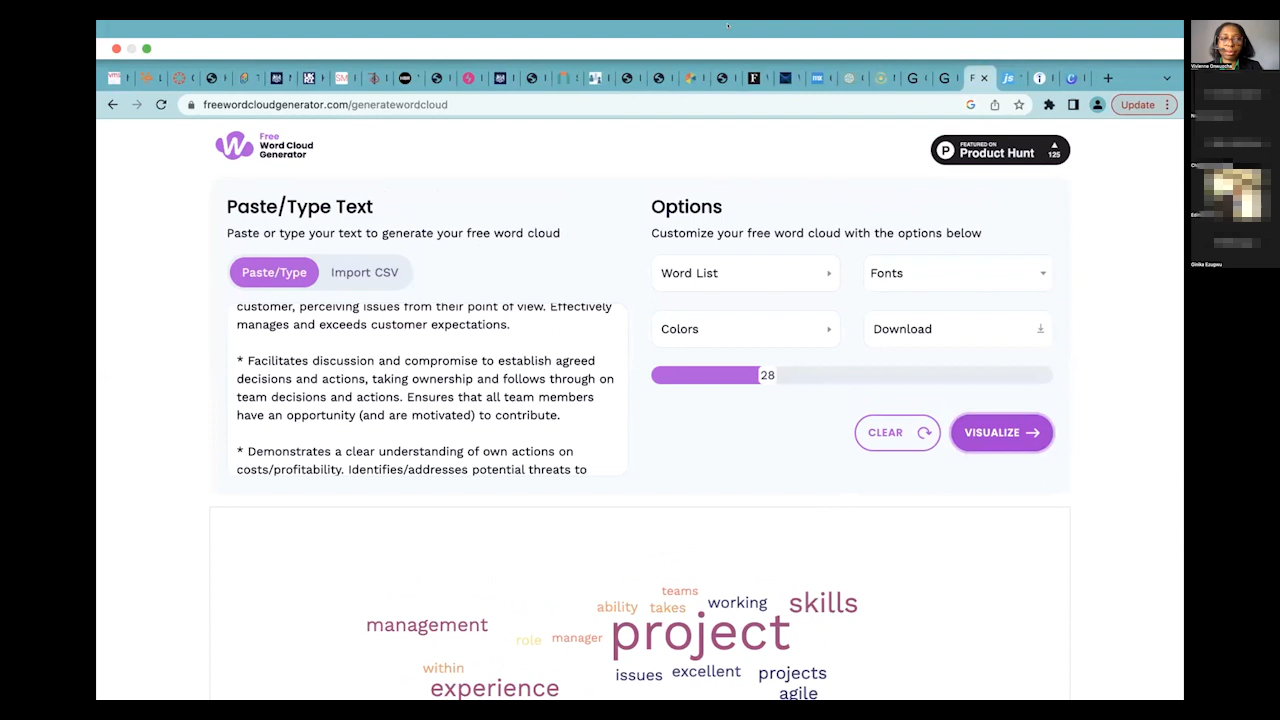 freewordcloudgenerator.com/generatewordcloud
Update
Free
Word Cloud
Generator
FEATURED ON
Product Hunt
125
Paste/Type Text
Paste or type your text to generate your free word cloud
Paste/Type
Import CSV
customer, perceiving issues from their point of view. Effectively
manages and exceeds customer expectations.
* Facilitates discussion and compromise to establish agreed
decisions and actions, taking ownership and follows through on
team decisions and actions. Ensures that all team members
have an opportunity (and are motivated) to contribute.
* Demonstrates a clear understanding of own actions on
costs/profitability. Identifies/addresses potential threats to
Options
Customize your free word cloud with the options below
Word List
Fonts
Colors
Download
28
CLEAR
VISUALIZE
teams
ability takes working skills
management role manager project
within issues excellent projects
experience agile